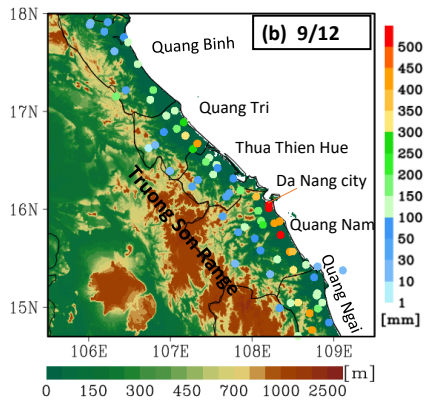 18N
(b) 9/12
Quang Binh
500
450
400
17N
Quang Tri
350
300
Thua Thien Hue
250
200
Da Nang city
150
16N
Truong Son Range
Quang Nam
100
50
30
Quang Ngai
10
15N
1
[mm]
106E 107E 108E 109E
[m]
0 150 450 700 1000 2500